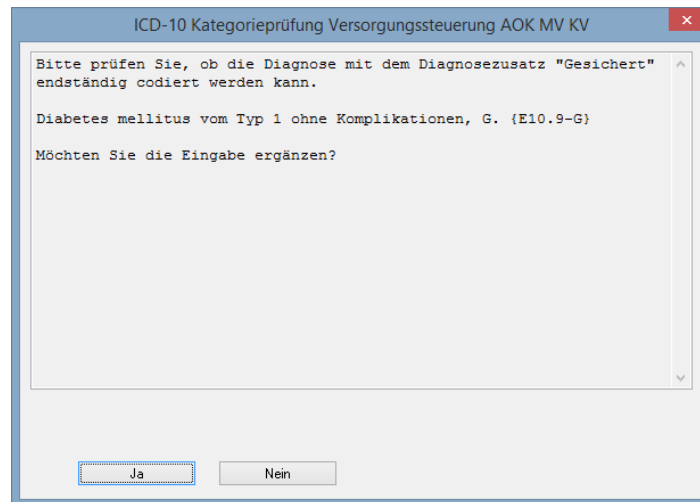 ICD-10 Kategorieprüfung Versorgungssteuerung AOK MV KV
Bitte prüfen Sie, ob die Diagnose mit dem Diagnosezusatz "Gesichert"
endständig codiert werden kann.
Diabetes mellitus vom Typ 1 ohne Komplikationen, G. {E10.9-G}
Möchten Sie die Eingabe ergänzen?
Ja
Nein